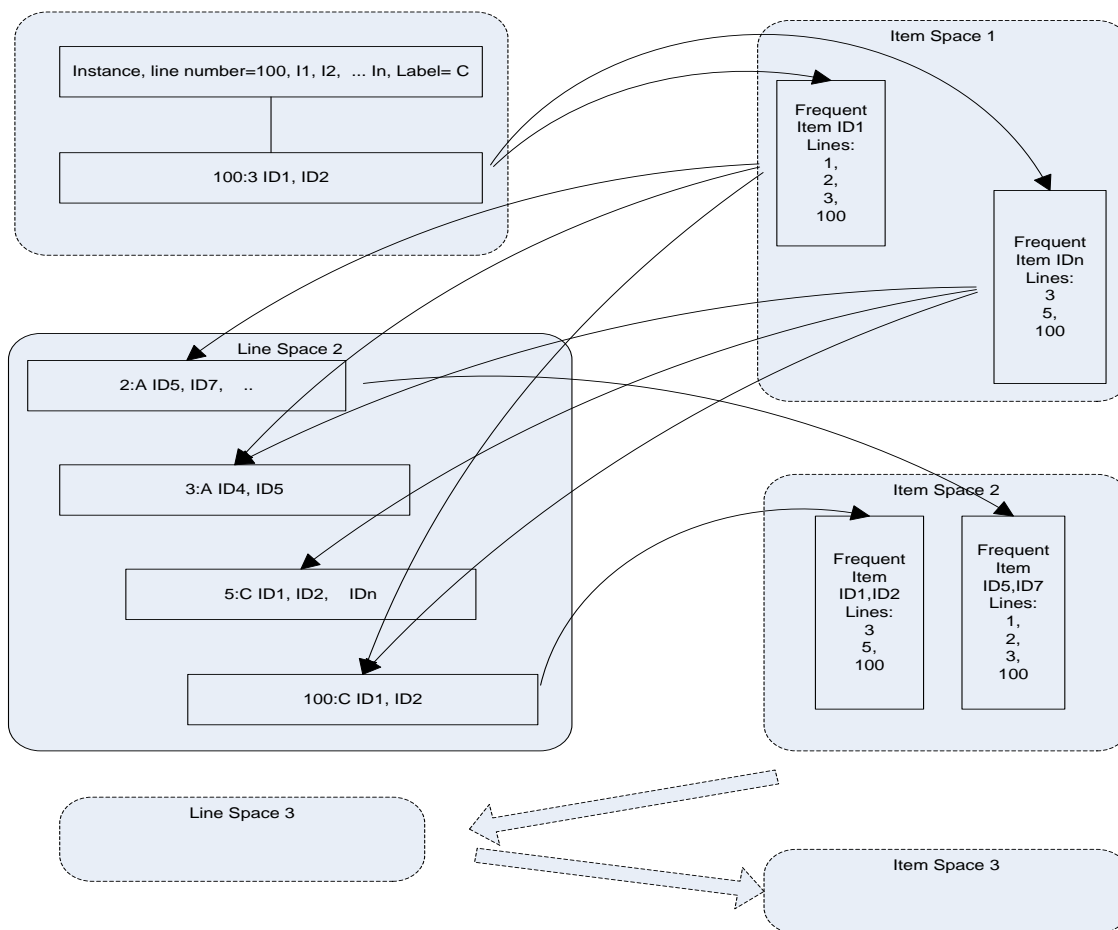 Instance, line number=100, I1, I2, ... In, Label= C
100:3 ID1, ID2
Item Space 1
Frequent
Item ID1
Lines:
1,
2,
3,
100
Frequent
Item IDn
Lines:
3
5,
100
Line Space 2
2:A ID5, ID7, ..
3:A ID4, ID5
5:C ID1, ID2, IDn
100:C ID1, ID2
Item Space 2
Frequent
Item
ID1,ID2
Lines:
3
5,
100
Frequent
Item
ID5,ID7
Lines:
1,
2,
3,
100
Line Space 3
Item Space 3